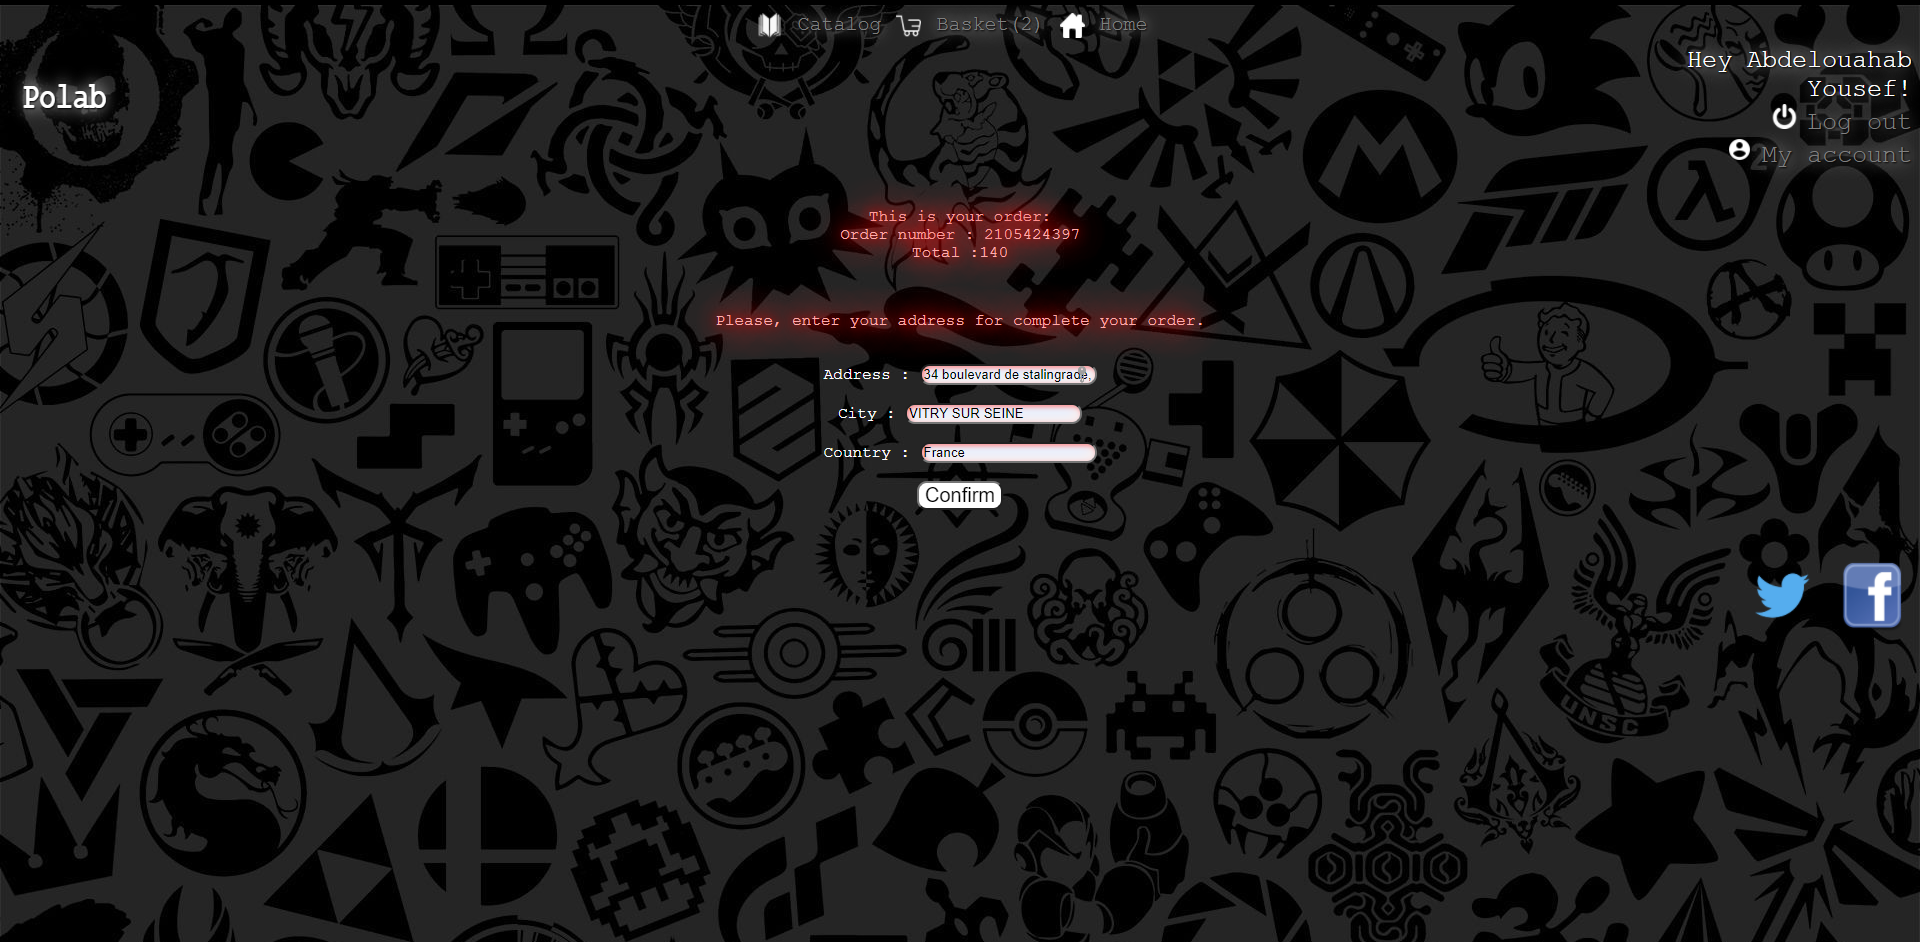 Catalog Basket(2) Home
Hey Abdelouahab
Yousef!
Polab
Log out
My account
This is your order:
Order number : 2105424397
Total :140
Please, enter your address for complete your order.
Address : 34 boulevard de stalingrade,
City : VITRY SUR SEINE
Country : France
Confirm
UNSC